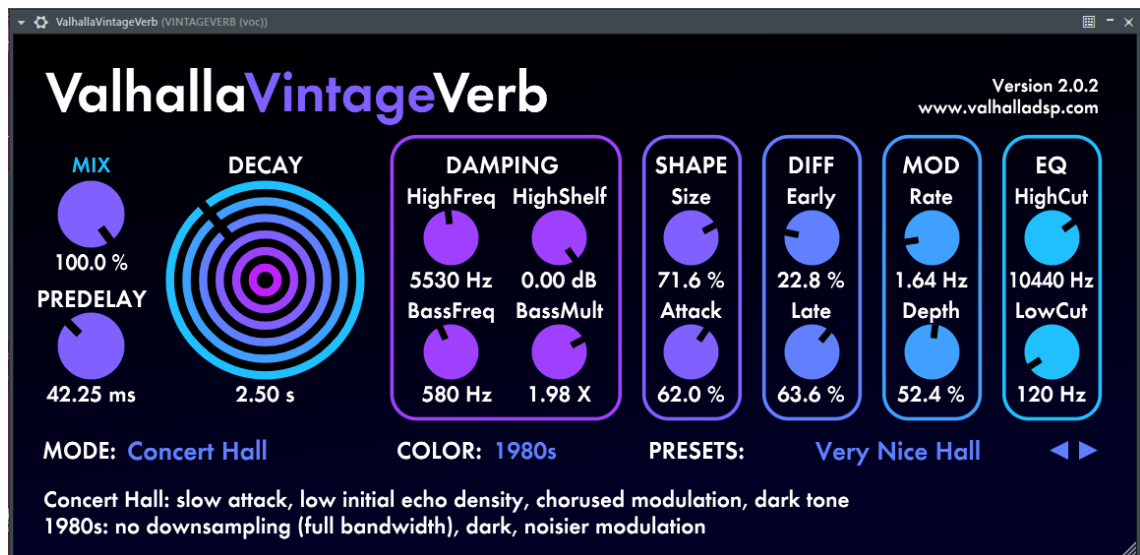 ValhallaVintageVerb (VINTAGEVERB (voc))
ValhallaVintageVerb
Version 2.0.2
www.valhalladsp.com
MIX
100.0 %
PREDELAY
42.25 ms
DECAY
2.50 s
DAMPING
HighFreq HighShelf
5530 Hz 0.00 dB
BassFreq BassMult
580 Hz 1.98 X
SHAPE
Size
71.6 %
Attack
62.0 %
DIFF
Early
22.8 %
Late
63.6 %
MOD
Rate
1.64 Hz
Depth
52.4 %
EQ
HighCut
10440 Hz
LowCut
120 Hz
MODE: Concert Hall COLOR: 1980s PRESETS: Very Nice Hall
Concert Hall: slow attack, low initial echo density, chorused modulation, dark tone
1980s: no downsampling (full bandwidth), dark, noisier modulation